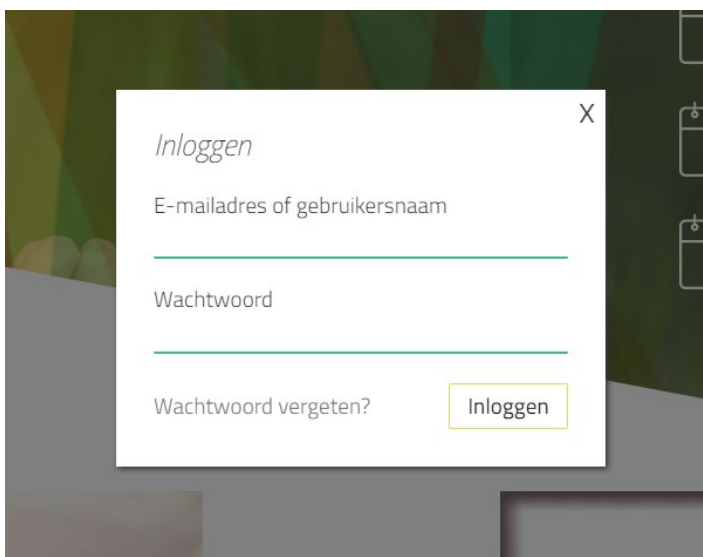 X
Inloggen
E-mailadres of gebruikersnaam
Wachtwoord
Wachtwoord vergeten? Inloggen